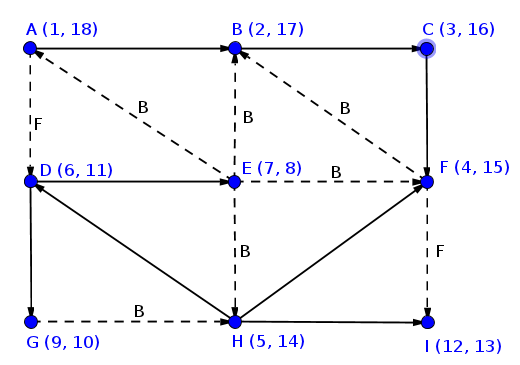 A (1, 18) B (2, 17) C (3, 16)
B B
F B
D (6, 11) E (7, 8) B F (4, 15)
B F
B
G (9, 10) H (5, 14) I (12, 13)